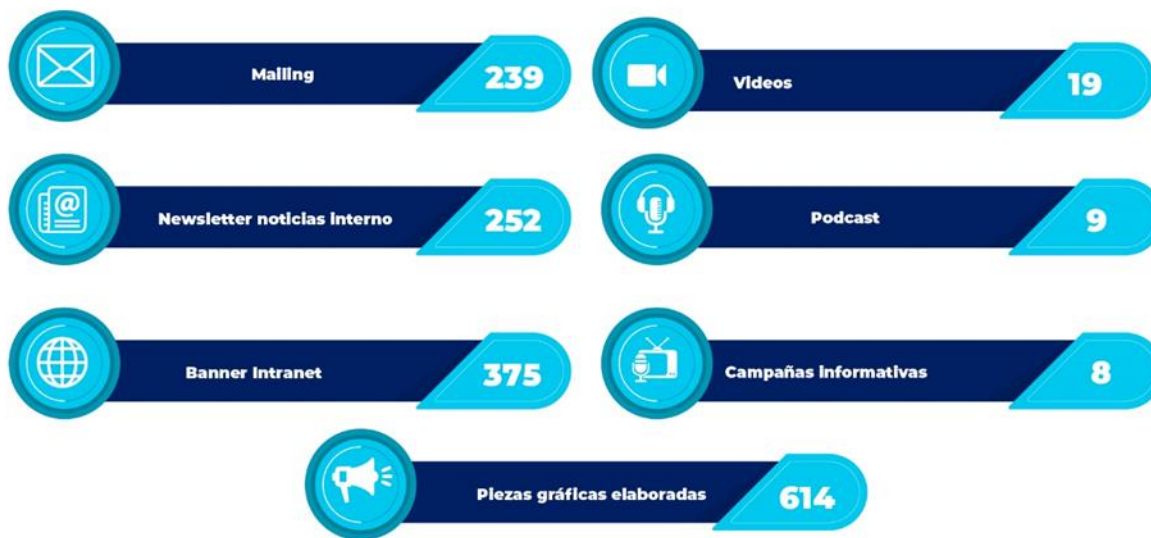 Mailing 239
Videos 19
Newsletter noticias interno 252
Podcast 9
Banner Intranet 375
Campañas informativas 8
Piezas gráficas elaboradas 614